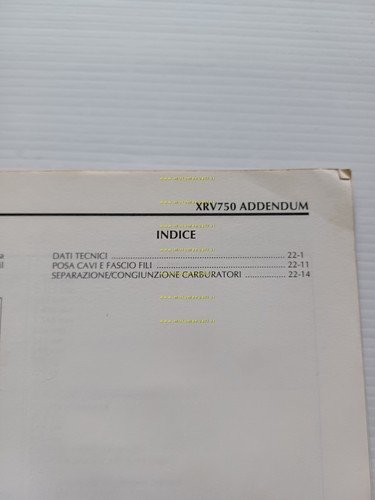 XRV750 ADDENDUM
INDICE
DATI TECNICI ............................................................ 22-1
POSA CAVI E FASCIO FILI ............................................. 22-11
SEPARAZIONE/CONGIUNZIONE CARBURATORI ................ 22-14